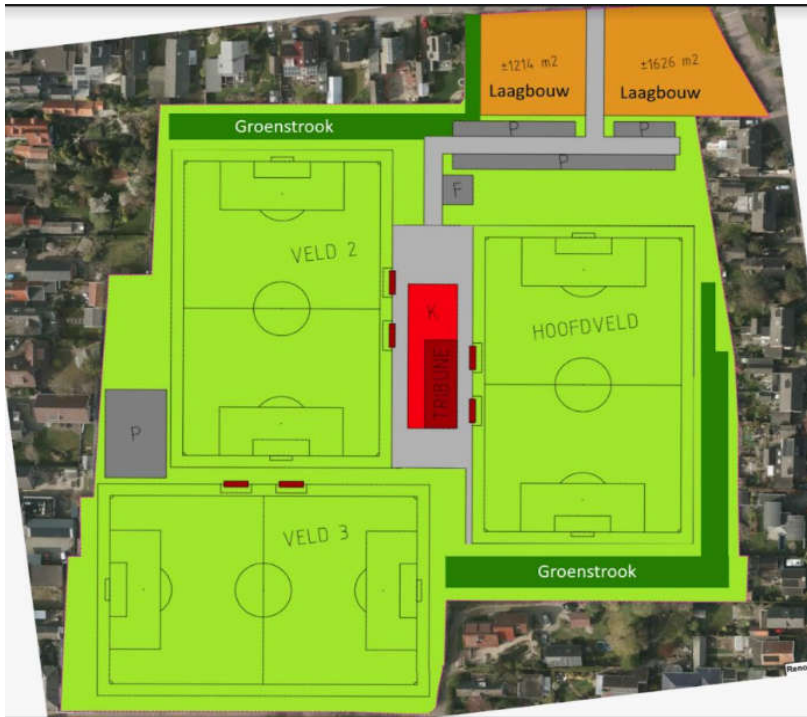 ±1214 m2
Laagbouw
±1626 m2
Laagbouw
Groenstrook
P
P
P
F
VELD 2
K
HOOFDVELD
TRIBUNE
P
VELD 3
Groenstrook